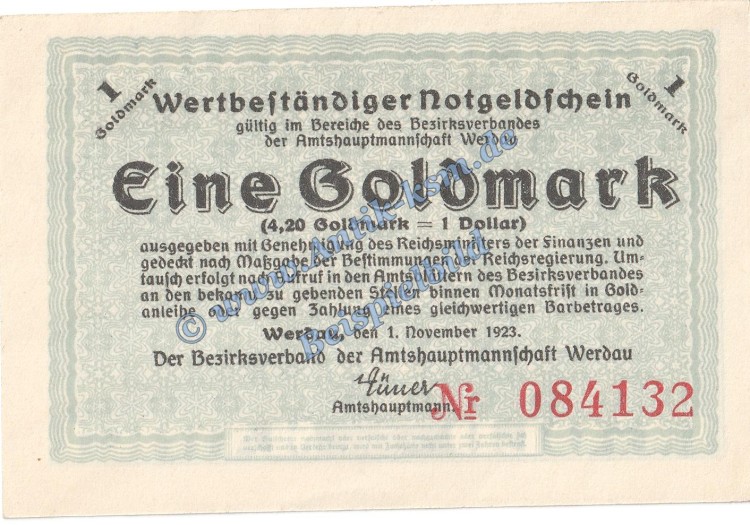 1
Goldmark
1
Goldmark
Wertbeständiger Notgeldschein
gültig im Bereiche des Bezirksverbandes
der Amtshauptmannschaft Werdau
Eine Goldmark
(4,20 Goldmark = 1 Dollar)
ausgegeben mit Genehmigung des Reichsministers der Finanzen und
gedeckt nach Maßgabe der Bestimmungen der Reichsregierung. Um-
tausch erfolgt nach Aufruf in den Amtsblättern des Bezirksverbandes
an den bekannt zu gebenden Stellen binnen Monatsfrist in Gold-
anleihe oder gegen Zahlung eines gleichwertigen Barbetrages.
Werdau, den 1. November 1923.
Der Bezirksverband der Amtshauptmannschaft Werdau
Amtshauptmann.
Nr 084132
© www.Antik-ksm.de
Beispielbild